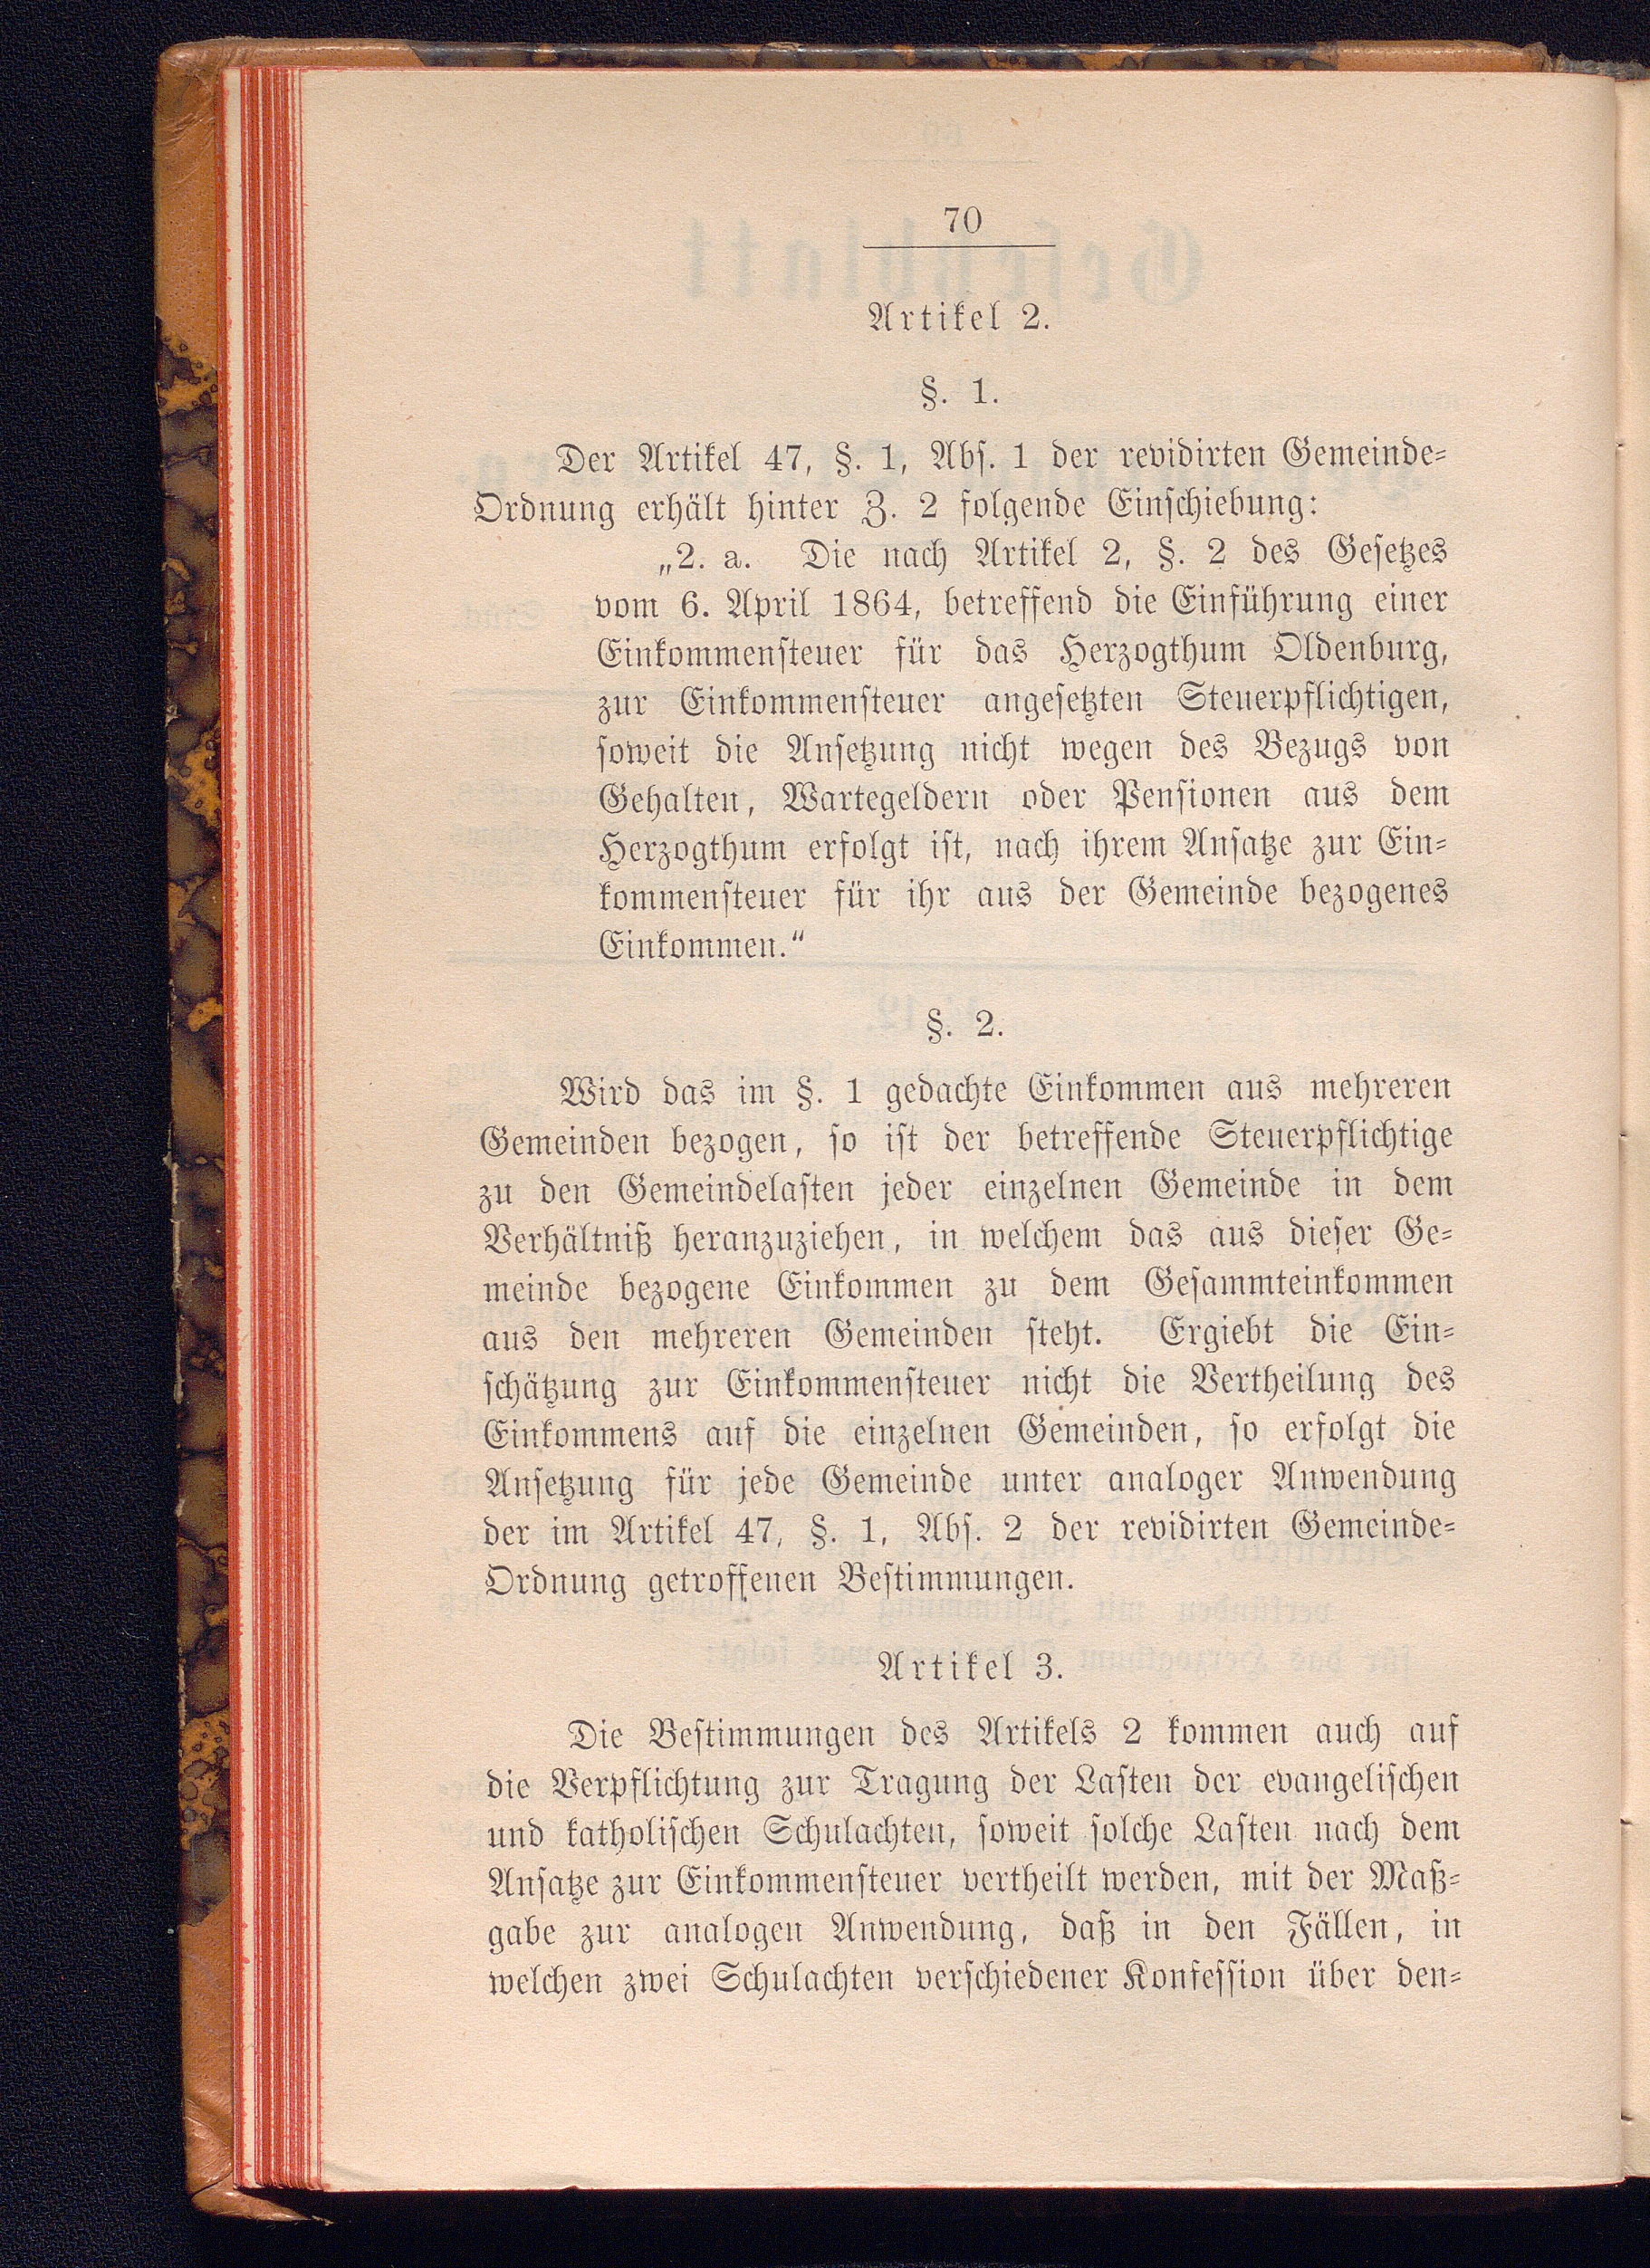 70
Artikel 2.
§. 1.
Der Artikel 47, §. 1, Abs. 1 der revidirten Gemeinde-
Ordnung erhält hinter Z. 2 folgende Einschiebung:
„2. a. Die nach Artikel 2, §. 2 des Gesetzes
vom 6. April 1864, betreffend die Einführung einer
Einkommensteuer für das Herzogthum Oldenburg,
zur Einkommensteuer angesetzten Steuerpflichtigen,
soweit die Ansetzung nicht wegen des Bezugs von
Gehalten, Wartegeldern oder Pensionen aus dem
Herzogthum erfolgt ist, nach ihrem Ansatze zur Ein-
kommensteuer für ihr aus der Gemeinde bezogenes
Einkommen.“
§. 2.
Wird das im §. 1 gedachte Einkommen aus mehreren
Gemeinden bezogen, so ist der betreffende Steuerpflichtige
zu den Gemeindelasten jeder einzelnen Gemeinde in dem
Verhältniß heranzuziehen, in welchem das aus dieser Ge-
meinde bezogene Einkommen zu dem Gesammteinkommen
aus den mehreren Gemeinden steht. Ergiebt die Ein-
schätzung zur Einkommensteuer nicht die Vertheilung des
Einkommens auf die einzelnen Gemeinden, so erfolgt die
Ansetzung für jede Gemeinde unter analoger Anwendung
der im Artikel 47, §. 1, Abs. 2 der revidirten Gemeinde-
Ordnung getroffenen Bestimmungen.
Artikel 3.
Die Bestimmungen des Artikels 2 kommen auch auf
die Verpflichtung zur Tragung der Lasten der evangelischen
und katholischen Schulachten, soweit solche Lasten nach dem
Ansatze zur Einkommensteuer vertheilt werden, mit der Maß-
gabe zur analogen Anwendung, daß in den Fällen, in
welchen zwei Schulachten verschiedener Konfession über den-